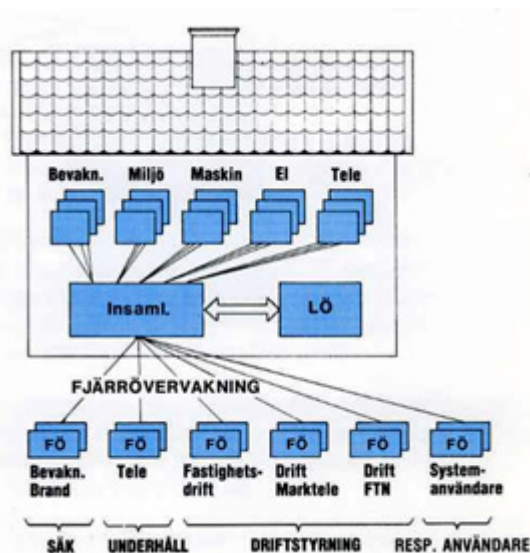 Bevakn. Miljö Maskin El Tele
Insaml.
LÖ
FJÄRRÖVERVAKNING
FÖ FÖ FÖ FÖ FÖ FÖ
Bevakn. Tele Fastighets- Drift Drift System-
Brand drift Marktele FTN användare
SÄK UNDERHÅLL DRIFTSTYRNING RESP. ANVÄNDARE